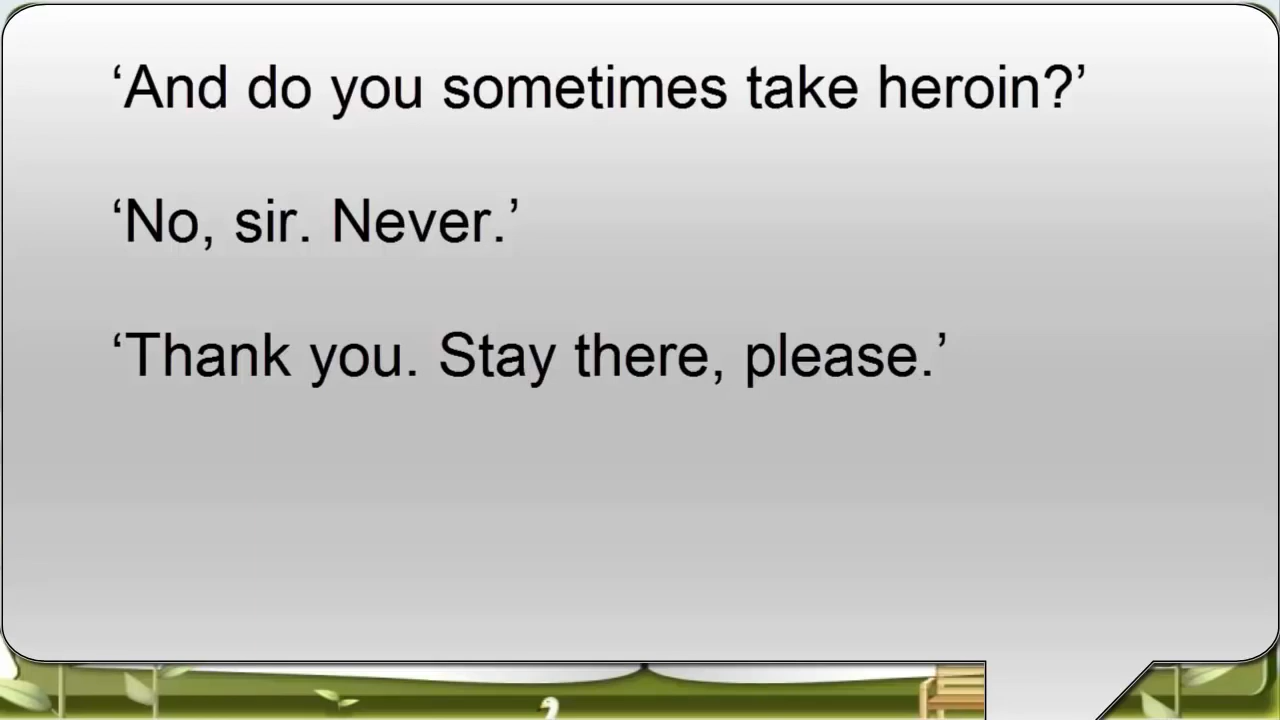 ‘And do you sometimes take heroin?’
‘No, sir. Never.’
‘Thank you. Stay there, please.’